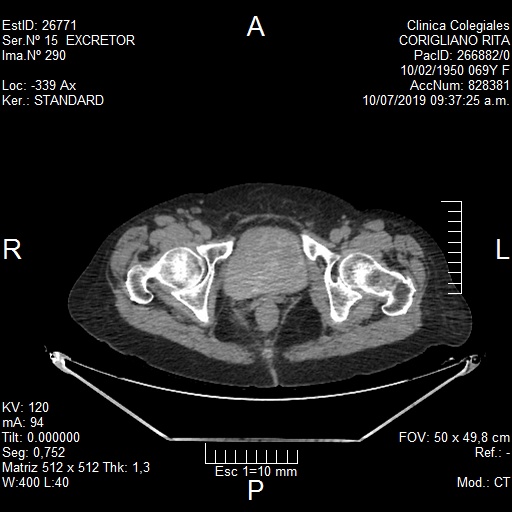 EstID: 26771
Ser.Nº 15 EXCRETOR
Ima.Nº 290
Loc: -339 Ax
Ker.: STANDARD
A
Clinica Colegiales
CORIGLIANO RITA
PacID: 266882/0
10/02/1950 069Y F
AccNum: 828381
10/07/2019 09:37:25 a.m.
R
L
KV: 120
mA: 94
Tilt: 0.000000
Seg: 0,752
Matriz 512 x 512 Thk: 1,3
W:400 L:40
Esc 1=10 mm
P
FOV: 50 x 49,8 cm
Ref.: -
Mod.: CT